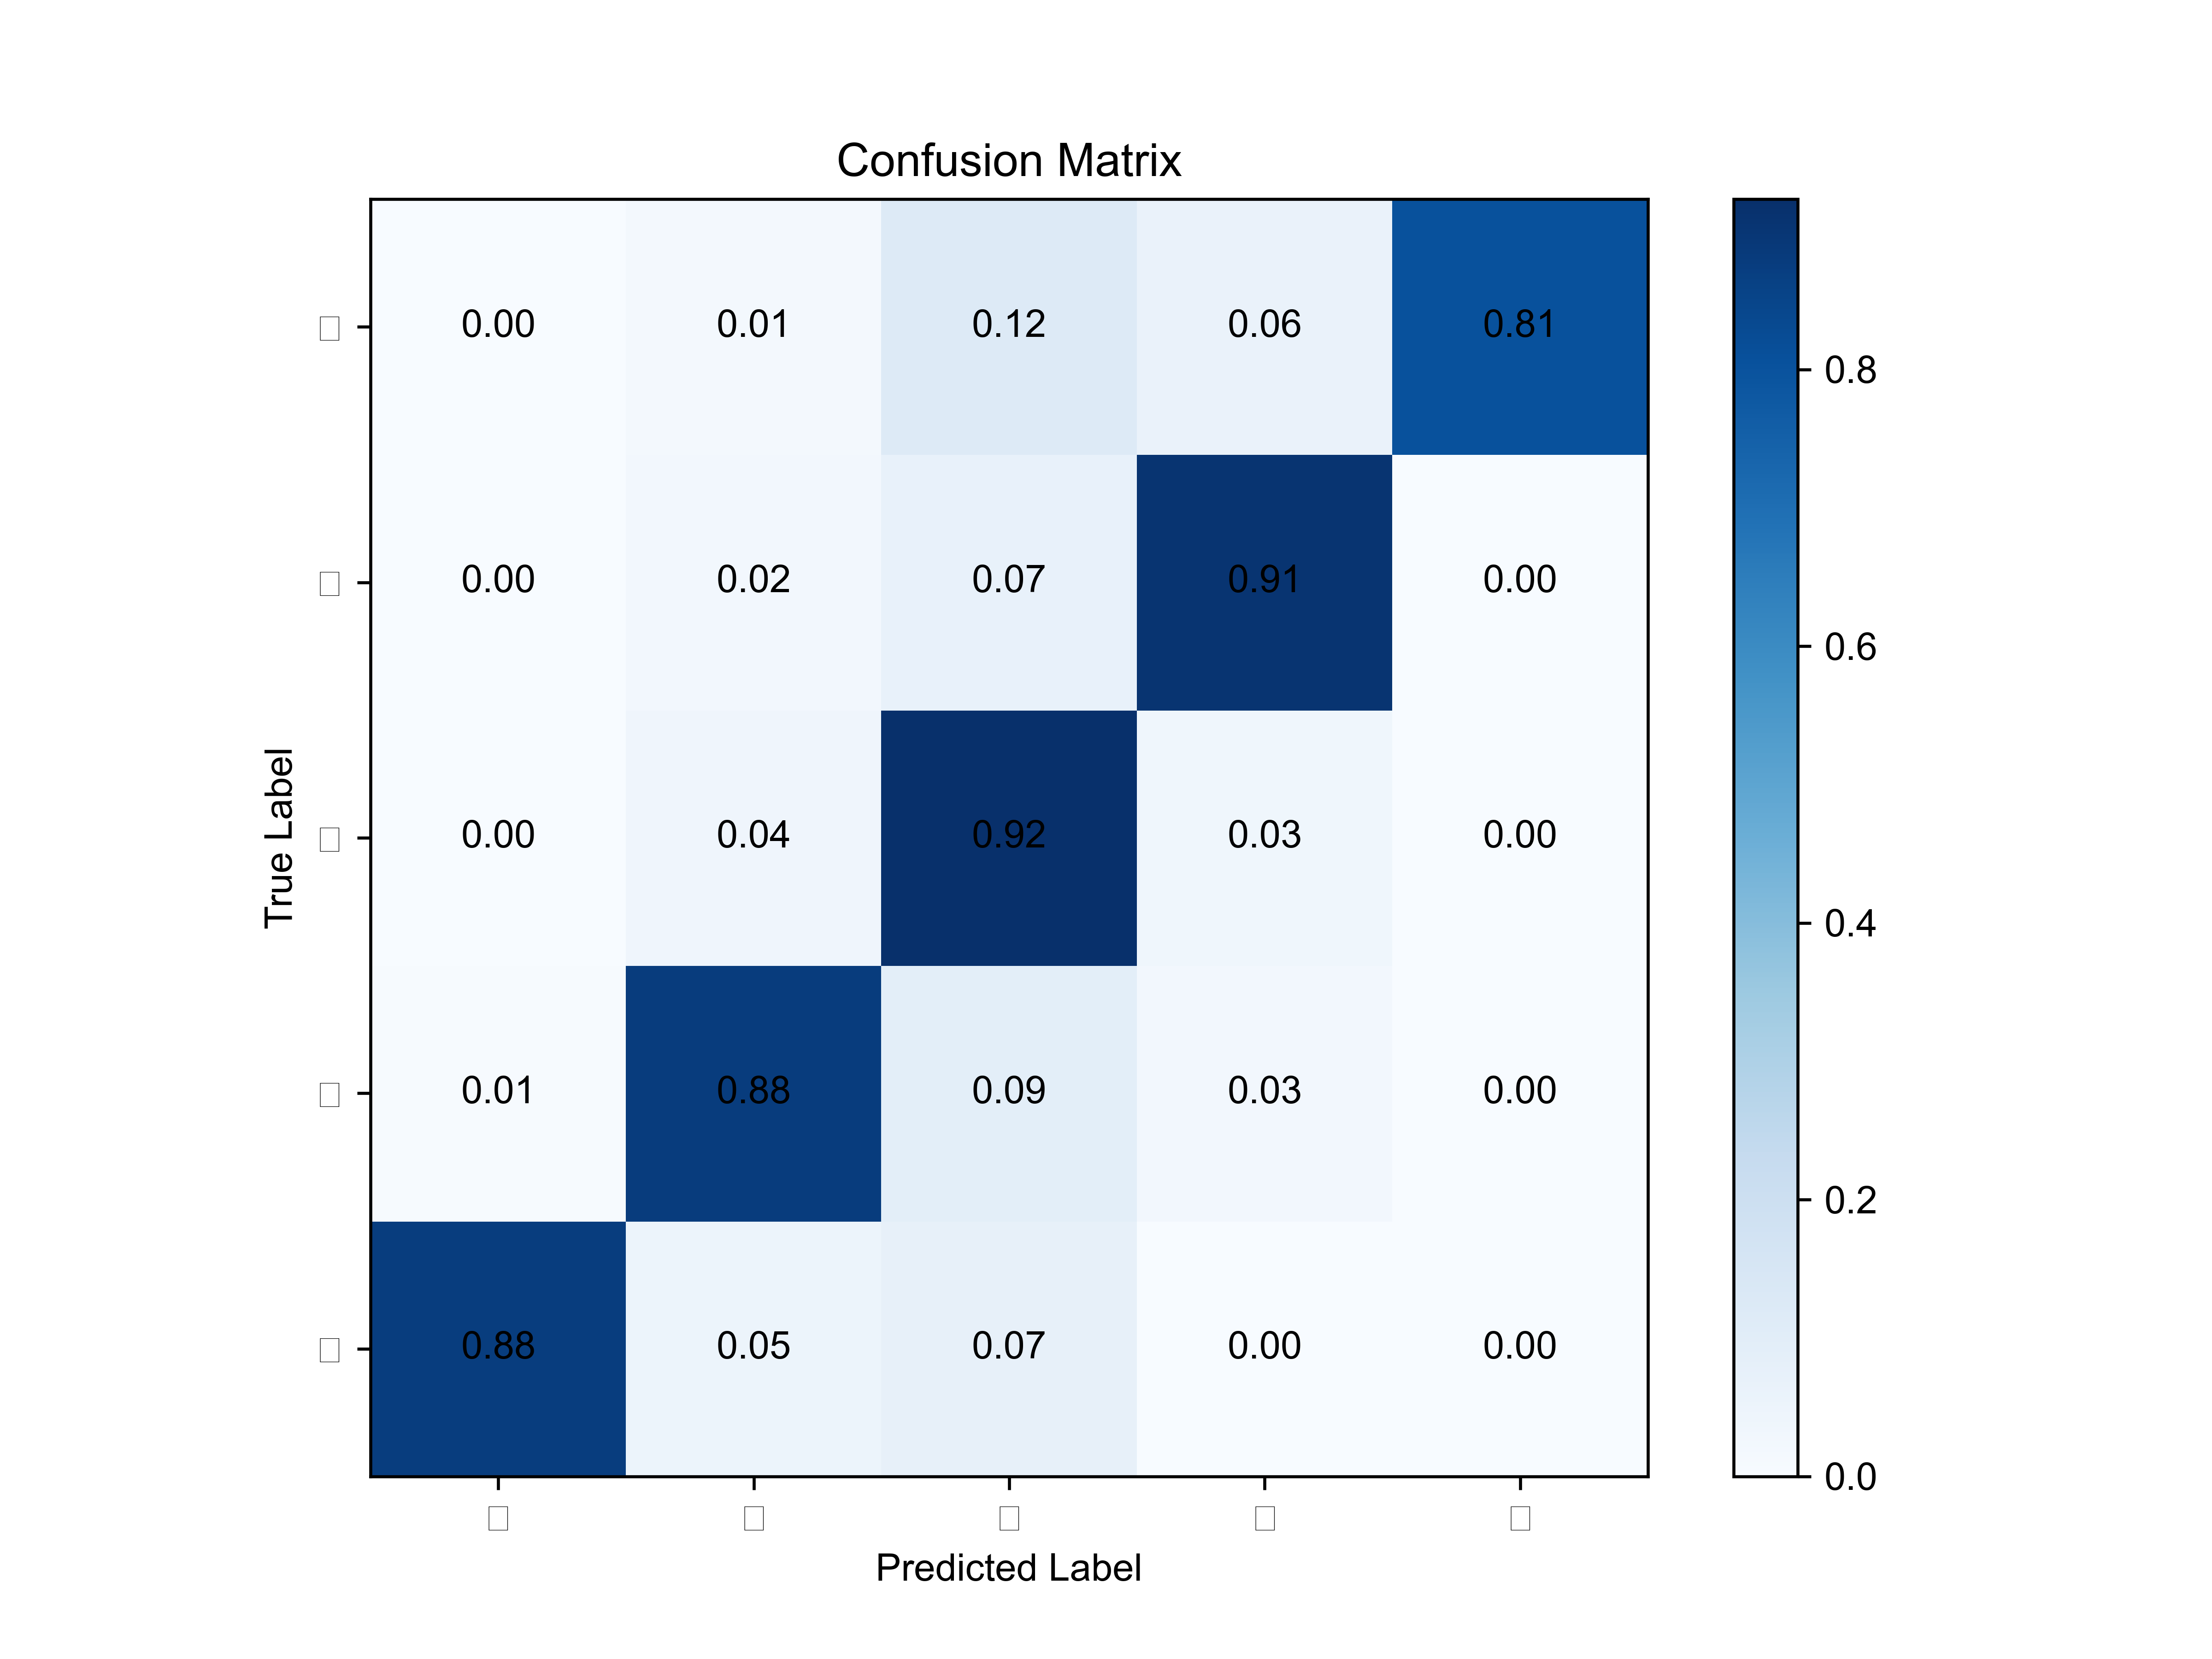 Confusion Matrix
0.00 0.01 0.12 0.06 0.81
0.00 0.02 0.07 0.91 0.00
0.00 0.04 0.92 0.03 0.00
0.01 0.88 0.09 0.03 0.00
0.88 0.05 0.07 0.00 0.00
True Label
Predicted Label
0.8
0.6
0.4
0.2
0.0